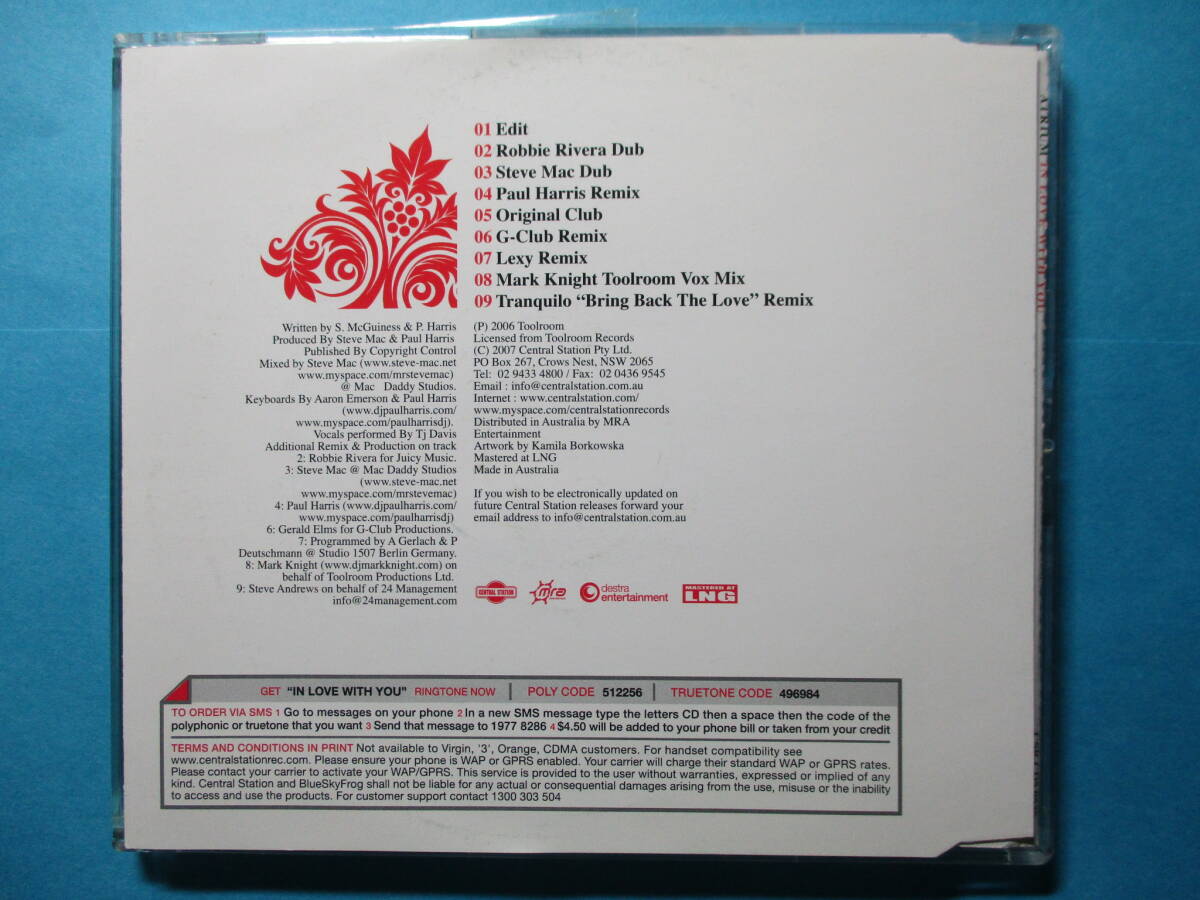 01 Edit
02 Robbie Rivera Dub
03 Steve Mac Dub
04 Paul Harris Remix
05 Original Club
06 G-Club Remix
07 Lexy Remix
08 Mark Knight Toolroom Vox Mix
09 Tranquilo “Bring Back The Love” Remix
Written by S. McGuiness & P. Harris
Produced By Steve Mac & Paul Harris
Published By Copyright Control
Mixed by Steve Mac (www.steve-mac.net
www.myspace.com/mrstevemac)
@ Mac Daddy Studios.
Keyboards By Aaron Emerson & Paul Harris
(www.djpaulharris.com/
www.myspace.com/paulharrisdj).
Vocals performed By Tj Davis
Additional Remix & Production on track
2: Robbie Rivera for Juicy Music.
3: Steve Mac @ Mac Daddy Studios
(www.steve-mac.net
www.myspace.com/mrstevemac)
4: Paul Harris (www.djpaulharris.com/
www.myspace.com/paulharrisdj)
6: Gerald Elms for G-Club Productions.
7: Programmed by A Gerlach & P
Deutschmann @ Studio 1507 Berlin Germany.
8: Mark Knight (www.djmarkknight.com) on
behalf of Toolroom Productions Ltd.
9: Steve Andrews on behalf of 24 Management
info@24management.com
(P) 2006 Toolroom
Licensed from Toolroom Records
(C) 2007 Central Station Pty Ltd.
PO Box 267, Crows Nest, NSW 2065
Tel: 02 9433 4800 / Fax: 02 0436 9545
Email : info@centralstation.com.au
Internet : www.centralstation.com/
www.myspace.com/centralstationrecords
Distributed in Australia by MRA
Entertainment
Artwork by Kamila Borkowska
Mastered at LNG
Made in Australia
If you wish to be electronically updated on
future Central Station releases forward your
email address to info@centralstation.com.au
CENTRAL STATION
mra
destra
entertainment
MASTERED AT
LNG
GET “IN LOVE WITH YOU” RINGTONE NOW | POLY CODE 512256 | TRUETONE CODE 496984
TO ORDER VIA SMS 1 Go to messages on your phone 2 In a new SMS message type the letters CD then a space then the code of the
polyphonic or truetone that you want 3 Send that message to 1977 8286 4 $4.50 will be added to your phone bill or taken from your credit
TERMS AND CONDITIONS IN PRINT Not available to Virgin, '3', Orange, CDMA customers. For handset compatibility see
www.centralstationrec.com. Please ensure your phone is WAP or GPRS enabled. Your carrier will charge their standard WAP or GPRS rates.
Please contact your carrier to activate your WAP/GPRS. This service is provided to the user without warranties, expressed or implied of any
kind. Central Station and BlueSkyFrog shall not be liable for any actual or consequential damages arising from the use, misuse or the inability
to access and use the products. For customer support contact 1300 303 504
ATRIUM IN LOVE WITH YOU